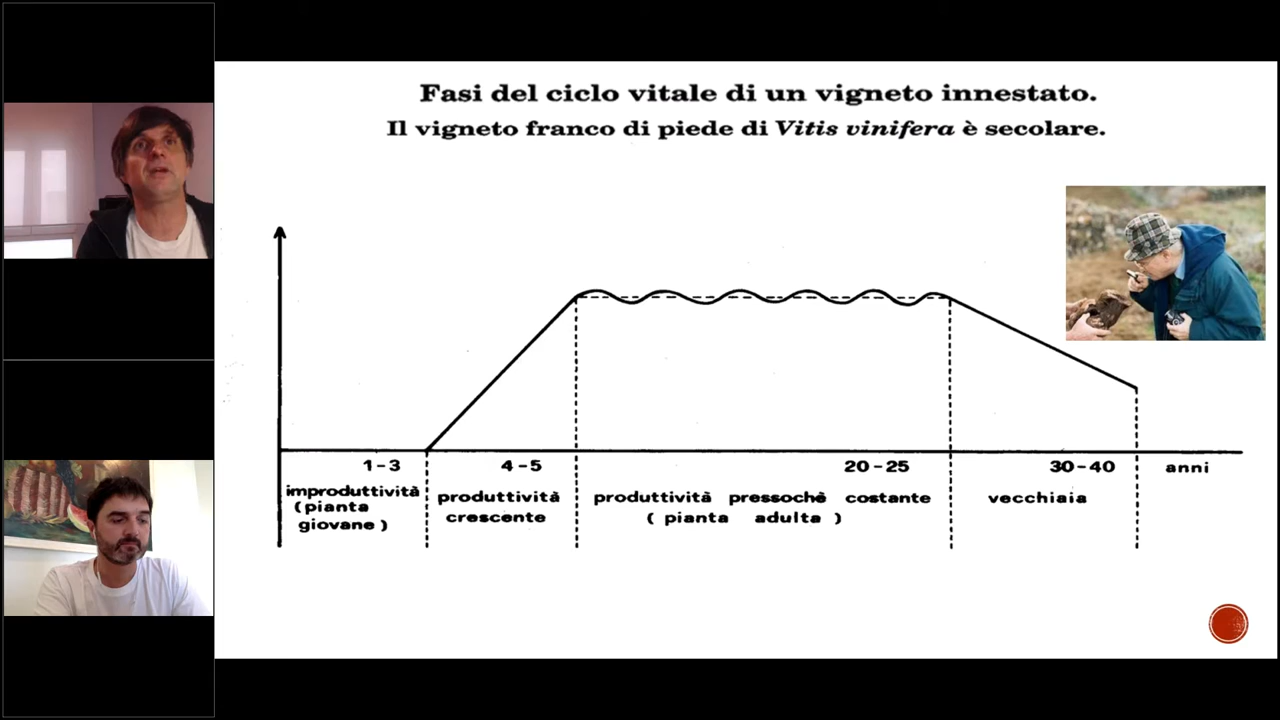 Fasi del ciclo vitale di un vigneto innestato.
Il vigneto franco di piede di Vitis vinifera è secolare.
1-3 4-5 20-25 30-40 anni
improduttività
(pianta
giovane)
produttività
crescente
produttività pressochè costante
( pianta adulta )
vecchiaia